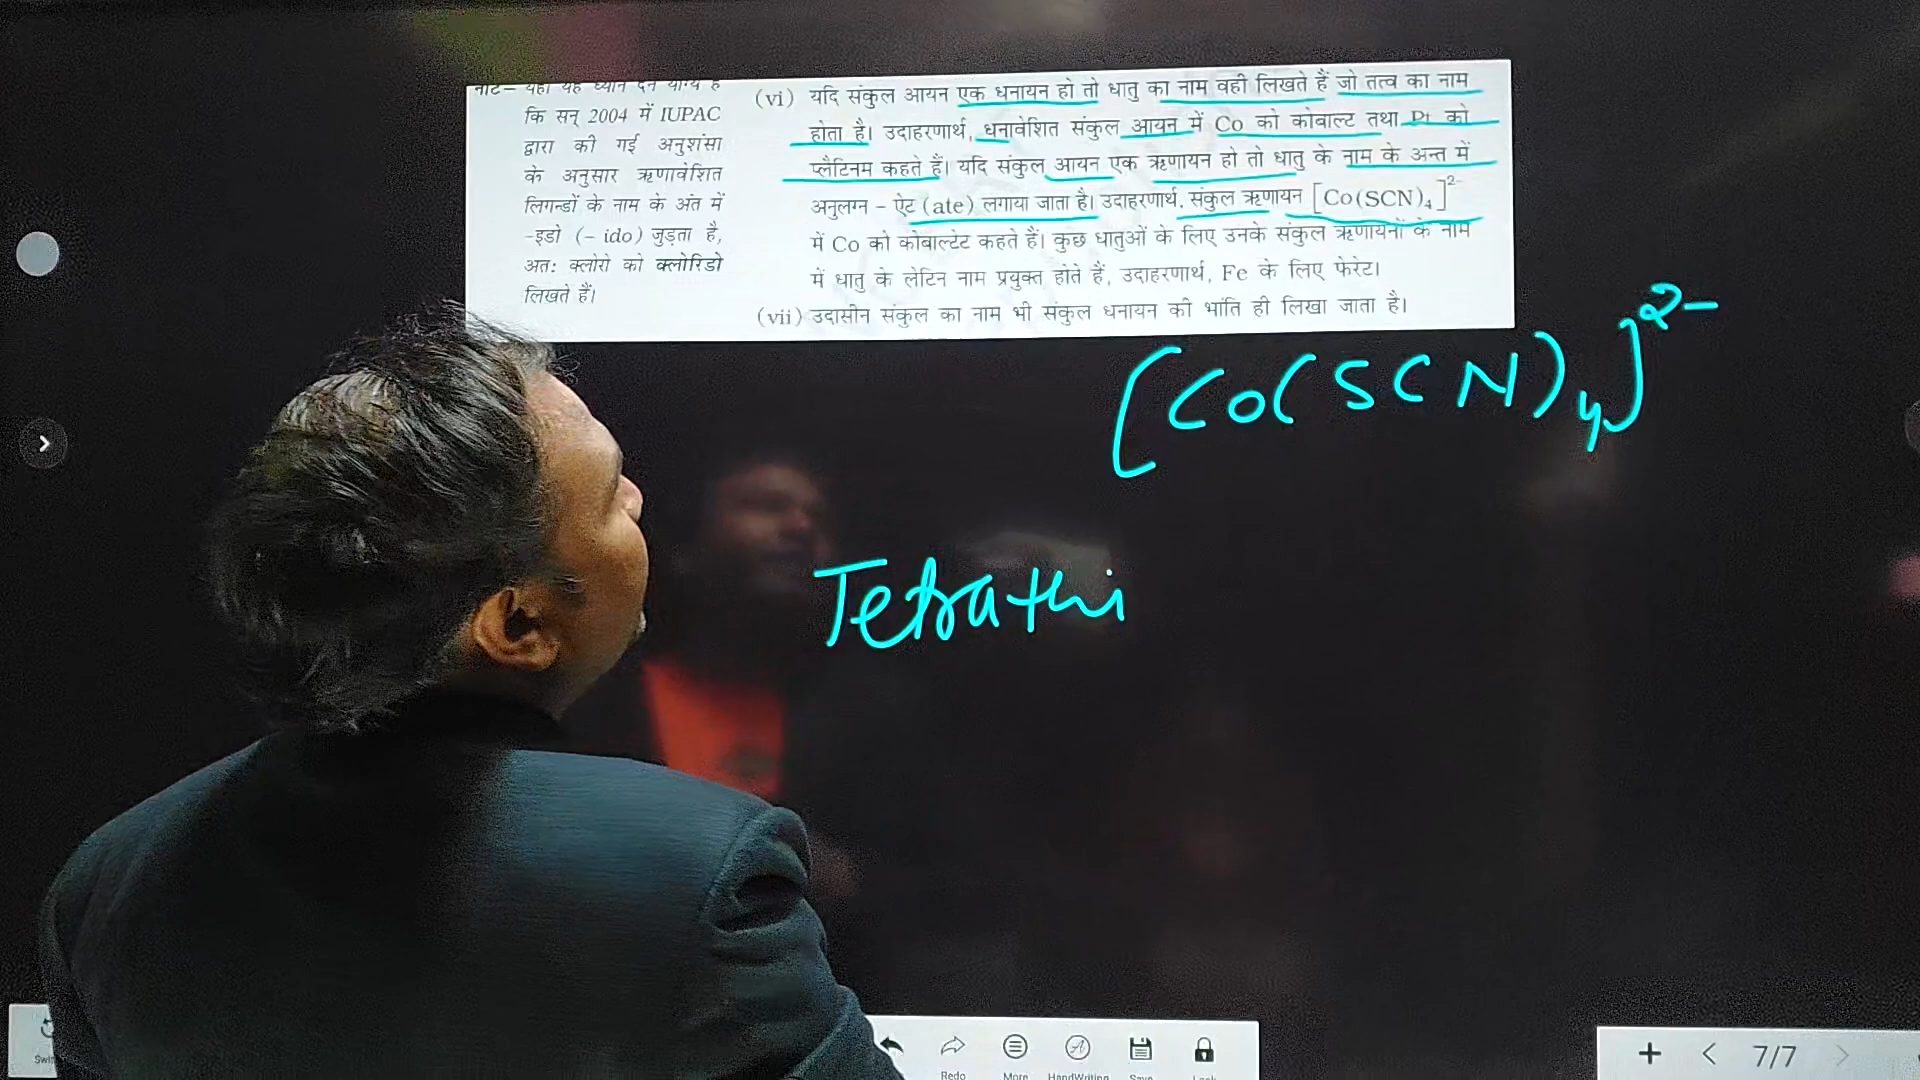 नोट– यहाँ यह ध्यान देने योग्य है
कि सन् 2004 में IUPAC
द्वारा की गई अनुशंसा
के अनुसार ऋणावेशित
लिगन्डों के नाम के अंत में
-इडो (– ido) जुड़ता है,
अत: क्लोरो को क्लोरिडो
लिखते हैं।
(vi) यदि संकुल आयन एक धनायन हो तो धातु का नाम वही लिखते हैं जो तत्व का नाम
होता है। उदाहरणार्थ, धनावेशित संकुल आयन में Co को कोबाल्ट तथा Pt को
प्लैटिनम कहते हैं। यदि संकुल आयन एक ऋणायन हो तो धातु के नाम के अन्त में
अनुलग्न – ऐट (ate) लगाया जाता है। उदाहरणार्थ, संकुल ऋणायन [Co(SCN)₄]²⁻
में Co को कोबाल्टेट कहते हैं। कुछ धातुओं के लिए उनके संकुल ऋणायनों के नाम
में धातु के लेटिन नाम प्रयुक्त होते हैं, उदाहरणार्थ, Fe के लिए फेरेट।
(vii) उदासीन संकुल का नाम भी संकुल धनायन की भांति ही लिखा जाता है।
[Co(SCN)₄]²⁻
Tetrathi
Redo More HandWriting Save Lock
7/7